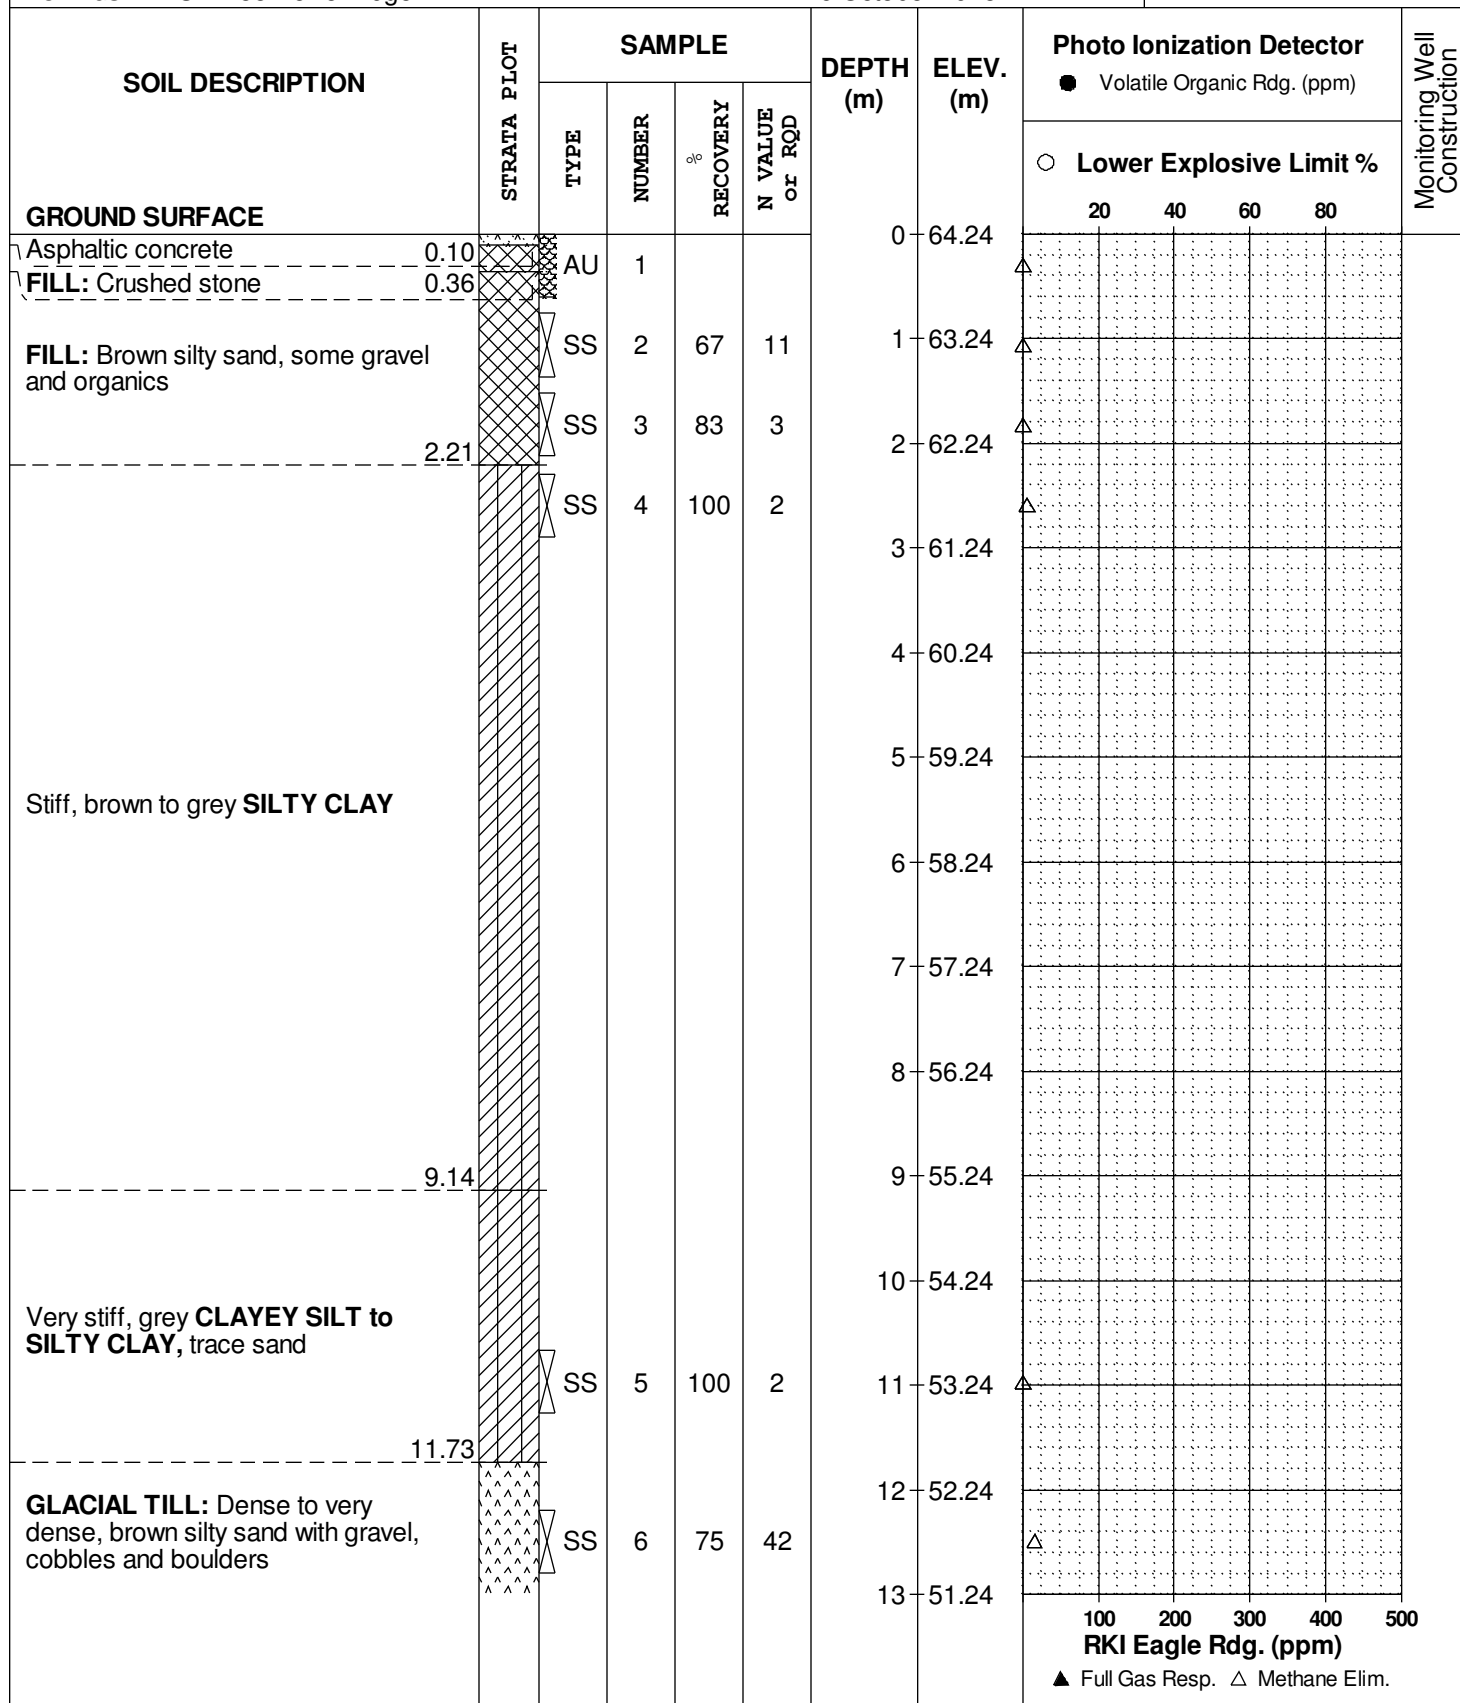 SOIL DESCRIPTION
GROUND SURFACE
STRATA PLOT
SAMPLE
TYPE
NUMBER
% RECOVERY
N VALUE or RQD
DEPTH (m)
ELEV. (m)
Photo Ionization Detector
● Volatile Organic Rdg. (ppm)
○ Lower Explosive Limit %
20 40 60 80
Monitoring Well
Construction
0 64.24
Asphaltic concrete 0.10
AU 1
FILL: Crushed stone 0.36
1 63.24
SS 2 67 11
FILL: Brown silty sand, some gravel
and organics
SS 3 83 3
2 62.24
2.21
SS 4 100 2
3 61.24
4 60.24
5 59.24
Stiff, brown to grey SILTY CLAY
6 58.24
7 57.24
8 56.24
9 55.24
9.14
10 54.24
Very stiff, grey CLAYEY SILT to
SILTY CLAY, trace sand
SS 5 100 2
11 53.24
11.73
12 52.24
GLACIAL TILL: Dense to very
dense, brown silty sand with gravel,
cobbles and boulders
SS 6 75 42
13 51.24
100 200 300 400 500
RKI Eagle Rdg. (ppm)
▲ Full Gas Resp. △ Methane Elim.